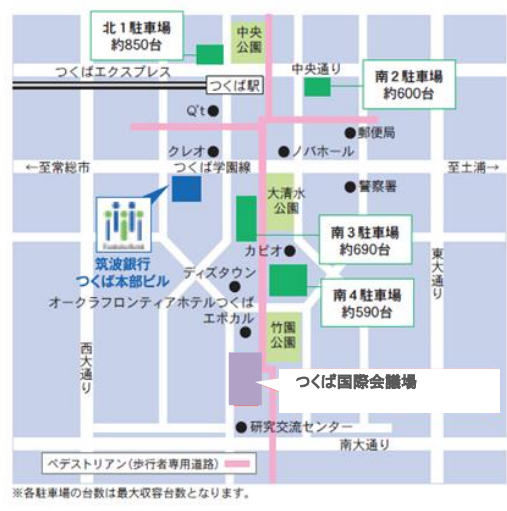 北1駐車場
約850台
中央
公園
つくばエクスプレス
中央通り
南2駐車場
約600台
つくば駅
Q't
郵便局
クレオ
ノバホール
つくば学園線
←至常総市
至土浦→
大清水
公園
警察署
筑波銀行
つくば本部ビル
南3駐車場
約690台
カピオ
東大通り
ディズタウン
オークラフロンティアホテルつくば
エポカル
南4駐車場
約590台
竹園
公園
西大通り
つくば国際会議場
研究交流センター
南大通り
ペデストリアン(歩行者専用道路)
※各駐車場の台数は最大収容台数となります。